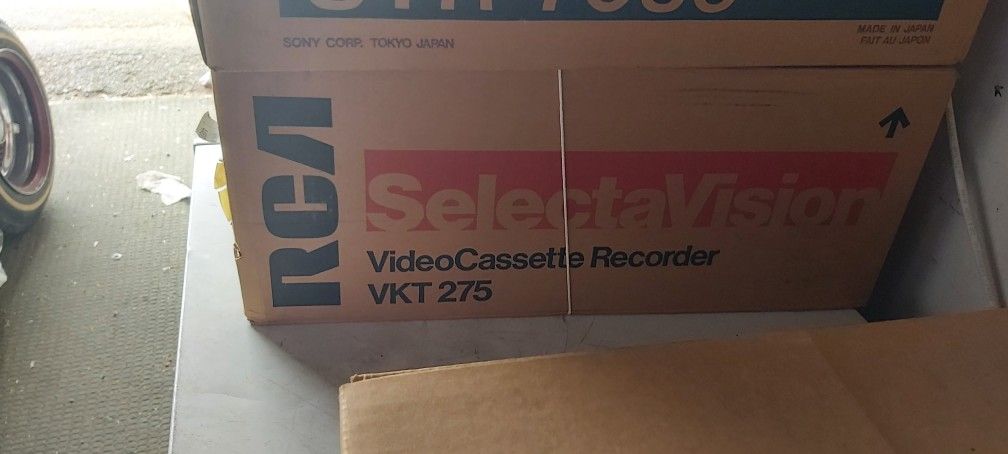 SONY CORP. TOKYO JAPAN
MADE IN JAPAN
FAIT AU JAPON
RCA
SelectaVision
VideoCassette Recorder
VKT 275